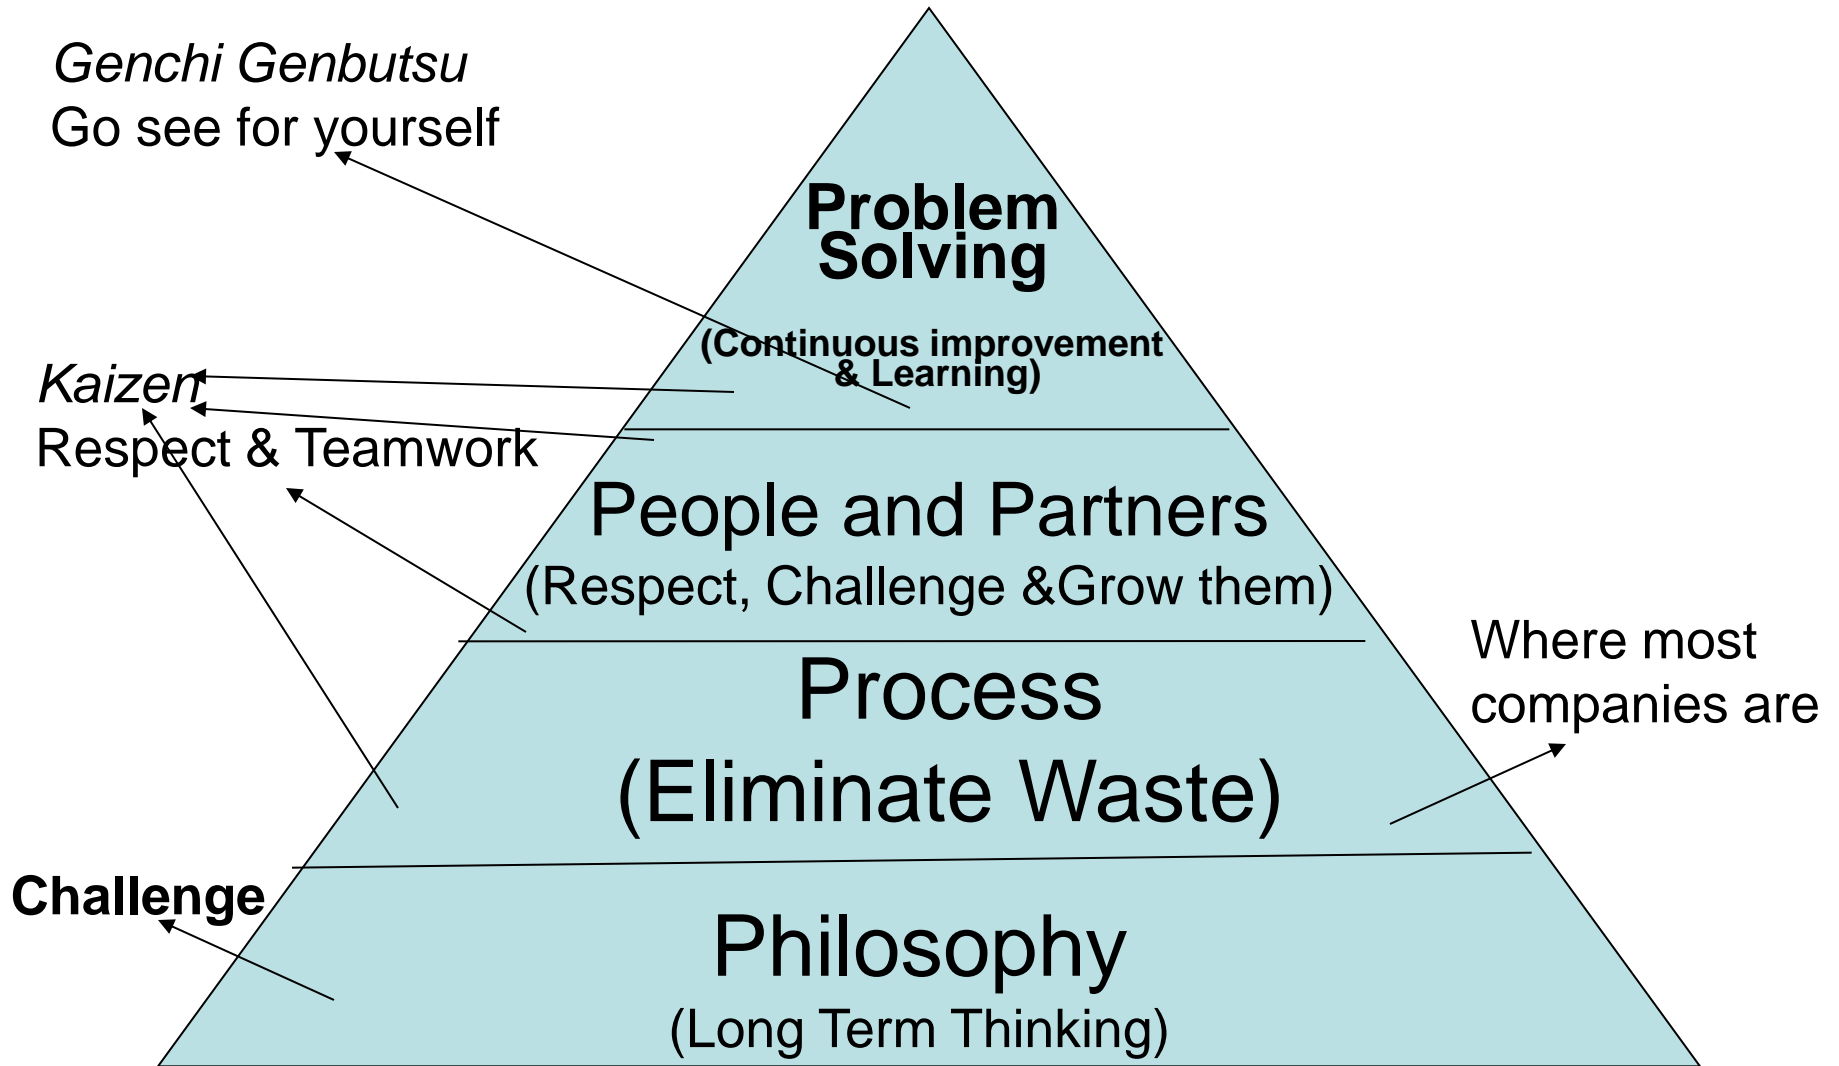 Genchi Genbutsu
Go see for yourself
Problem
Solving
(Continuous improvement
& Learning)
Kaizen
Respect & Teamwork
People and Partners
(Respect, Challenge &Grow them)
Where most
companies are
Process
(Eliminate Waste)
Challenge
Philosophy
(Long Term Thinking)